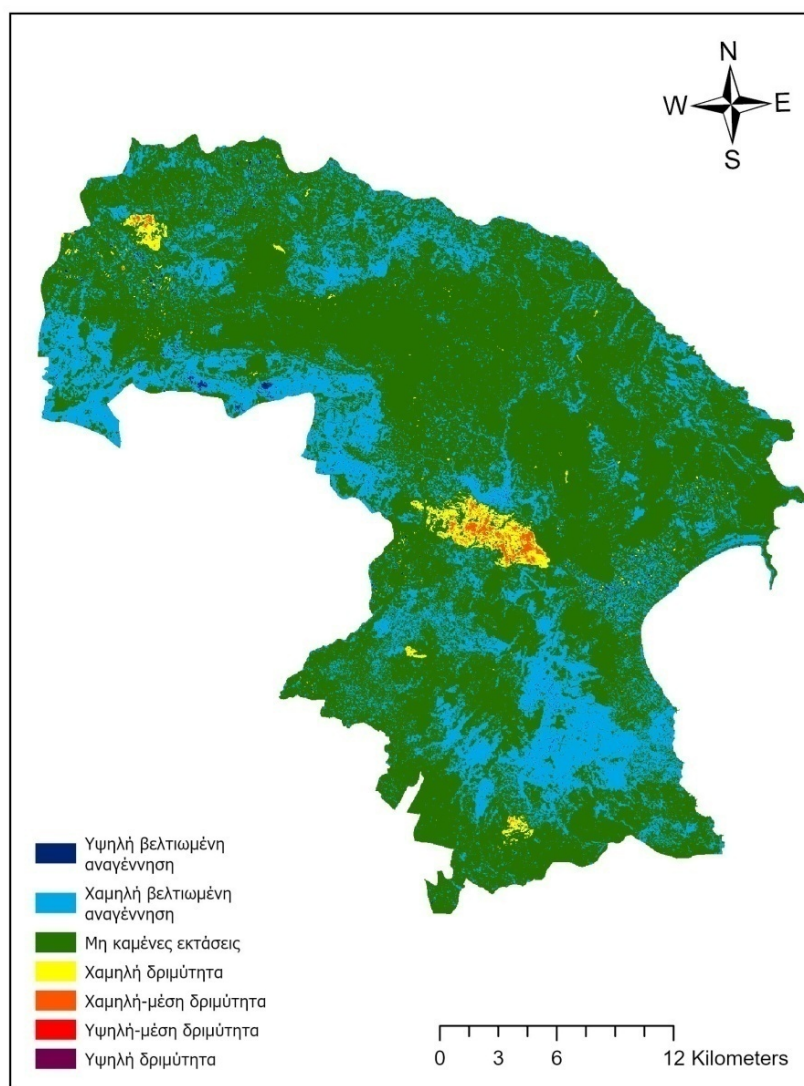 N
W E
S
Υψηλή βελτιωμένη
αναγέννηση
Χαμηλή βελτιωμένη
αναγέννηση
Μη καμένες εκτάσεις
Χαμηλή δριμύτητα
Χαμηλή-μέση δριμύτητα
Υψηλή-μέση δριμύτητα
Υψηλή δριμύτητα
0 3 6 12 Kilometers